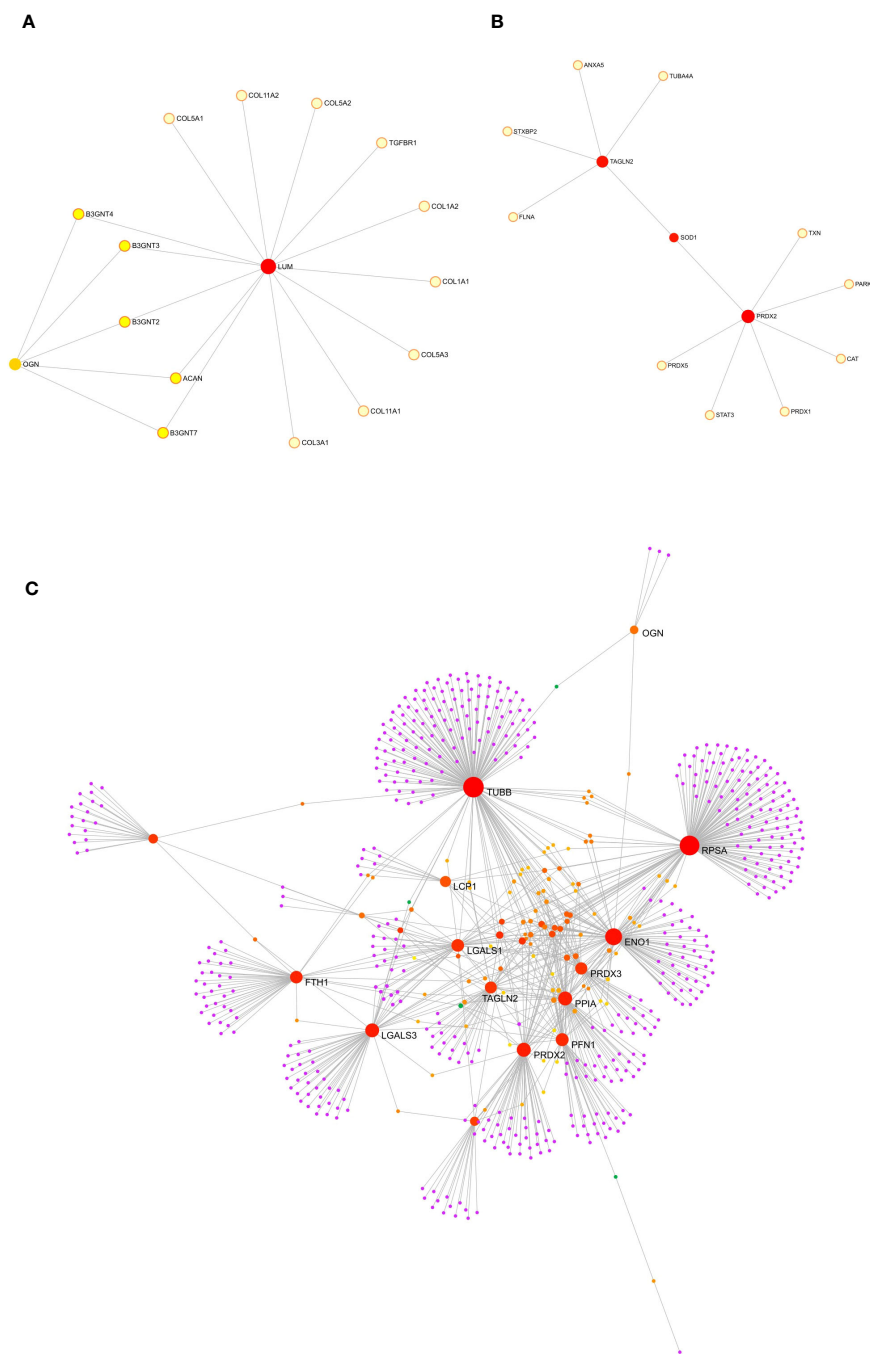 A
B
COL11A2
COL5A2
COL5A1
TGFBR1
B3GNT4
COL1A2
B3GNT3
LUM
COL1A1
B3GNT2
COL5A3
OGN
ACAN
COL11A1
B3GNT7
COL3A1
ANXA5
TUBA4A
STXBP2
TAGLN2
FLNA
SOD1
TXN
PARK
PRDX2
CAT
PRDX5
STAT3
PRDX1
C
OGN
TUBB
RPSA
LCP1
ENO1
LGALS1
PRDX3
FTH1
TAGLN2
PPIA
LGALS3
PFN1
PRDX2